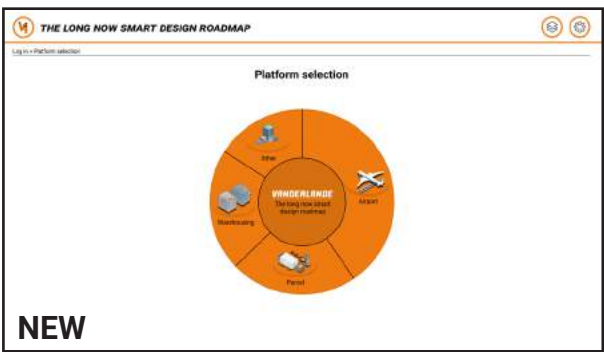 THE LONG NOW SMART DESIGN ROADMAP
Log in > Platform selection
Platform selection
Other
Airport
VANDERLANDE
The long now smart
design roadmap
Warehousing
Parcel
NEW